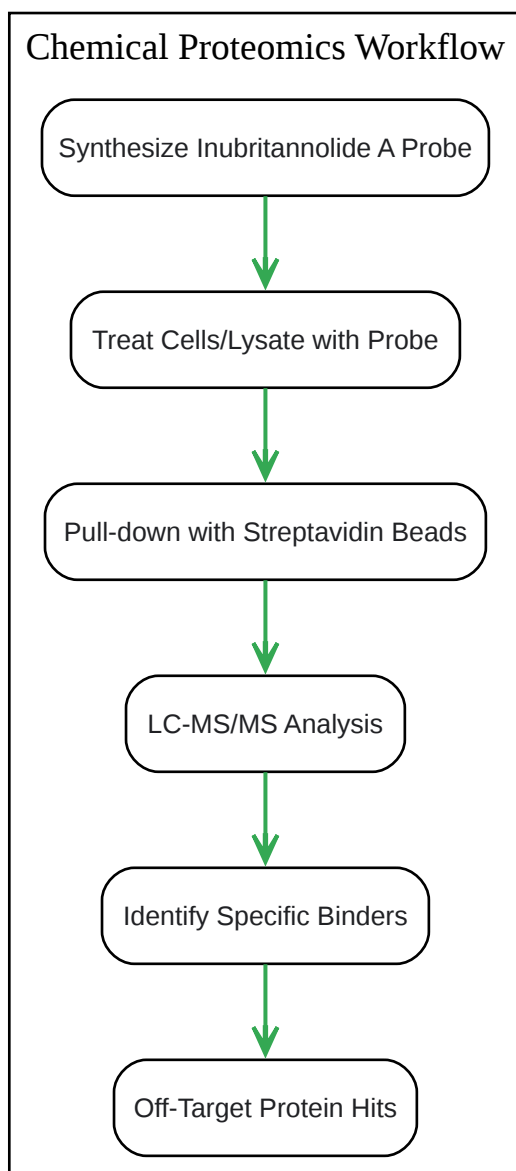 Chemical Proteomics Workflow
Synthesize Inubritannolide A Probe
Treat Cells/Lysate with Probe
Pull-down with Streptavidin Beads
LC-MS/MS Analysis
Identify Specific Binders
Off-Target Protein Hits